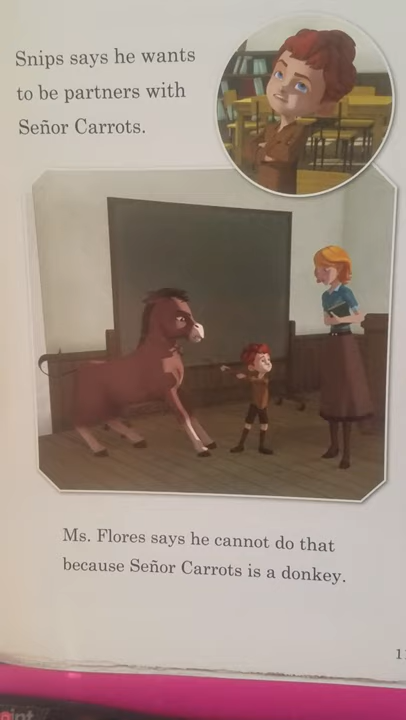 Snips says he wants
to be partners with
Señor Carrots.
Ms. Flores says he cannot do that
because Señor Carrots is a donkey.